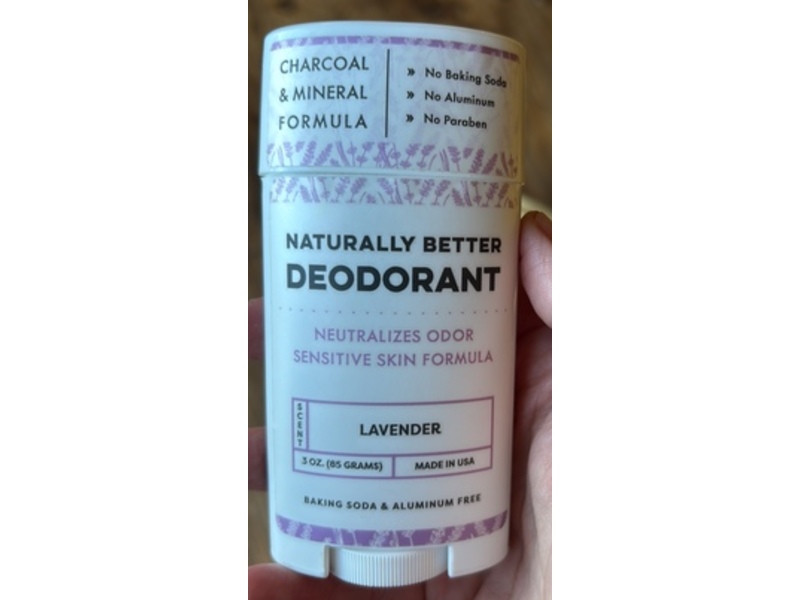 CHARCOAL
& MINERAL
FORMULA
» No Baking Soda
» No Aluminum
» No Paraben
NATURALLY BETTER
DEODORANT
NEUTRALIZES ODOR
SENSITIVE SKIN FORMULA
SCENT
LAVENDER
3 OZ. (85 GRAMS)
MADE IN USA
BAKING SODA & ALUMINUM FREE